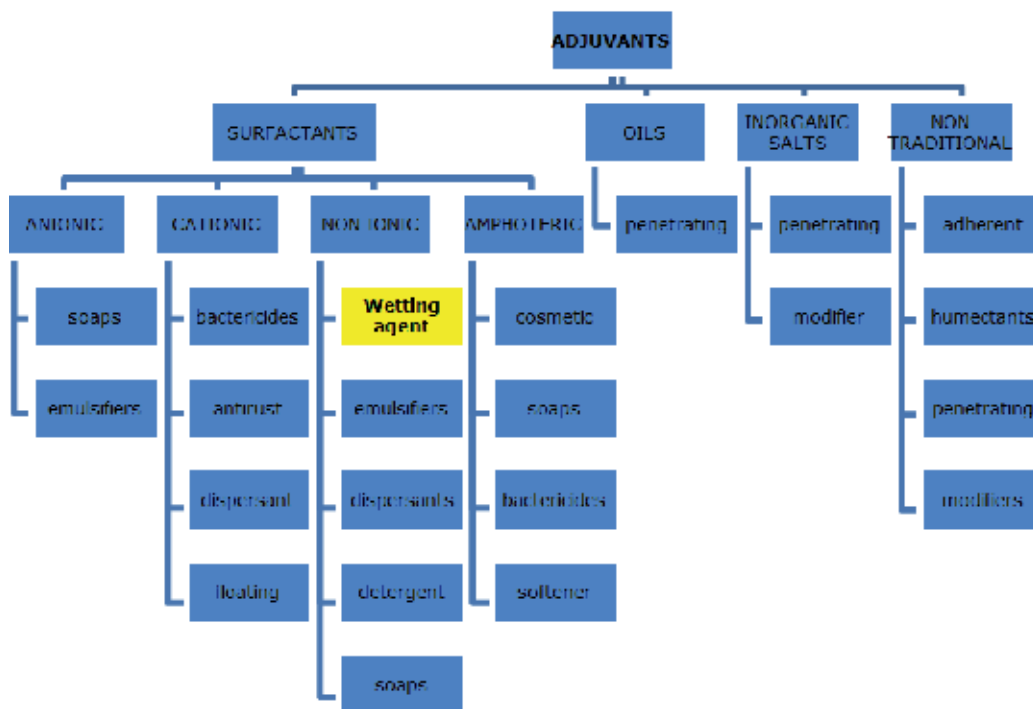 ADJUVANTS
SURFACTANTS
OILS
INORGANIC
SALTS
NON
TRADITIONAL
ANIONIC
CATIONIC
NON IONIC
AMPHOTERIC
penetrating
penetrating
adherent
soaps
bactericides
Wetting
agent
cosmetic
modifier
humectants
emulsifiers
antirust
emulsifiers
soaps
penetrating
dispersant
dispersants
bactericides
modifiers
floating
detergent
softener
soaps